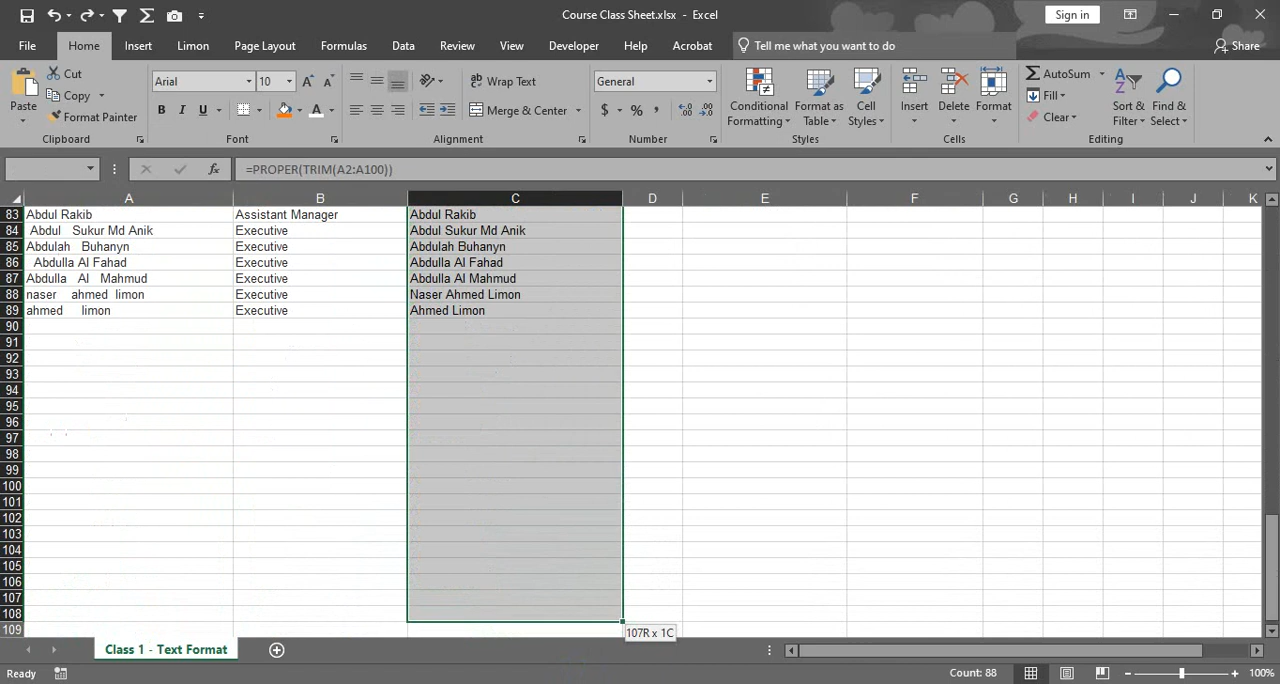 Course Class Sheet.xlsx - Excel
Sign in
File Home Insert Limon Page Layout Formulas Data Review View Developer Help Acrobat Tell me what you want to do Share
Paste
Cut
Copy
Format Painter
Clipboard
Arial 10
B I U
Font
Wrap Text
Merge & Center
Alignment
General
$ % ,
Number
Conditional Formatting
Format as Table
Cell Styles
Styles
Insert Delete Format
Cells
AutoSum
Fill
Clear
Sort & Filter
Find & Select
Editing
fx =PROPER(TRIM(A2:A100))
A B C D E F G H I J K
83 Abdul Rakib Assistant Manager Abdul Rakib
84 Abdul Sukur Md Anik Executive Abdul Sukur Md Anik
85 Abdulah Buhanyn Executive Abdulah Buhanyn
86 Abdulla Al Fahad Executive Abdulla Al Fahad
87 Abdulla Al Mahmud Executive Abdulla Al Mahmud
88 naser ahmed limon Executive Naser Ahmed Limon
89 ahmed limon Executive Ahmed Limon
90
91
92
93
94
95
96
97
98
99
100
101
102
103
104
105
106
107
108
109
107R x 1C
Class 1 - Text Format
Ready Count: 88 100%